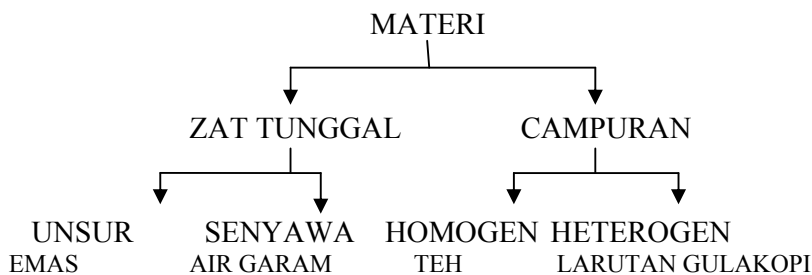 MATERI
ZAT TUNGGAL CAMPURAN
UNSUR SENYAWA HOMOGEN HETEROGEN
EMAS AIR GARAM TEH LARUTAN GULAKOPI